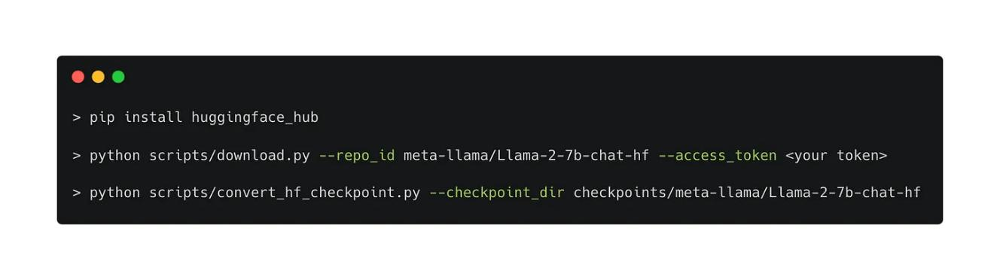 > pip install huggingface_hub
> python scripts/download.py --repo_id meta-llama/Llama-2-7b-chat-hf --access_token <your token>
> python scripts/convert_hf_checkpoint.py --checkpoint_dir checkpoints/meta-llama/Llama-2-7b-chat-hf